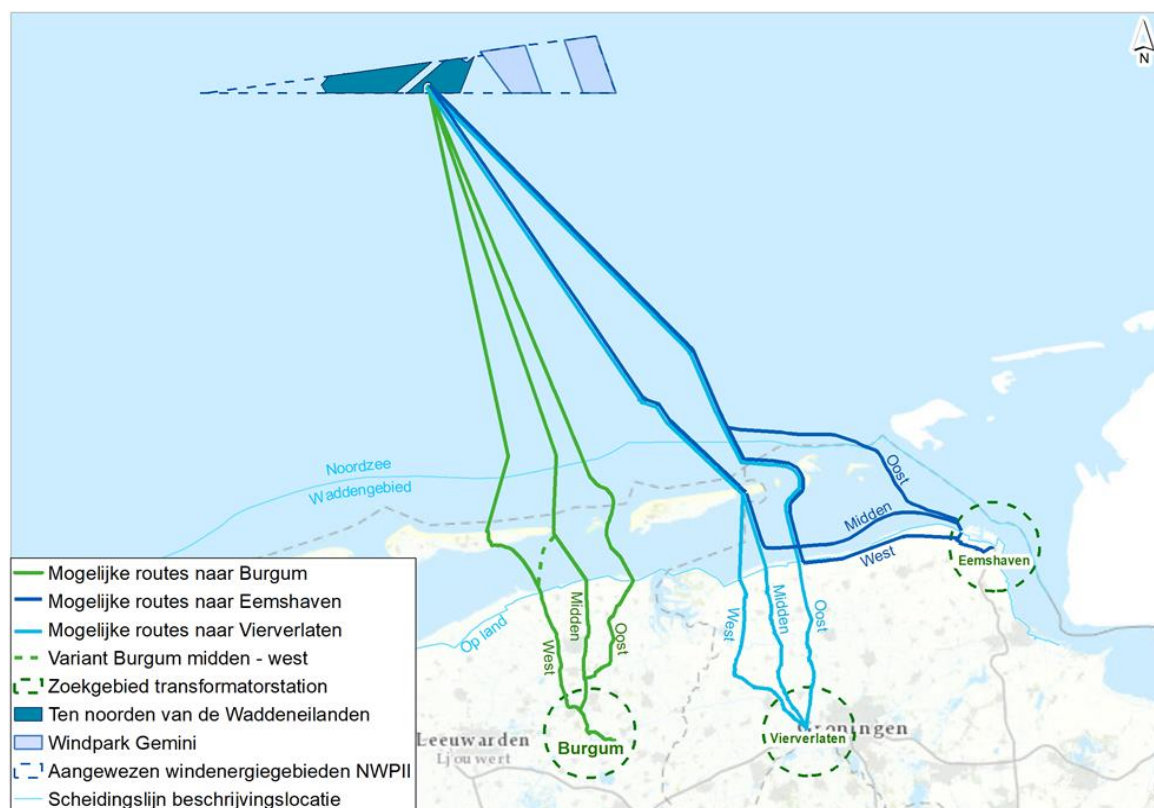 N
Noordzee
Waddengebied
Oost
Midden
West
Eemshaven
Op land
West
Midden
Oost
West
Midden
Oost
Leeuwarden
Ljouwert
Burgum
Vierverlaten
Groningen
Mogelijke routes naar Burgum
Mogelijke routes naar Eemshaven
Mogelijke routes naar Vierverlaten
Variant Burgum midden - west
Zoekgebied transformatorstation
Ten noorden van de Waddeneilanden
Windpark Gemini
Aangewezen windenergiegebieden NWPII
Scheidingslijn beschrijvingslocatie